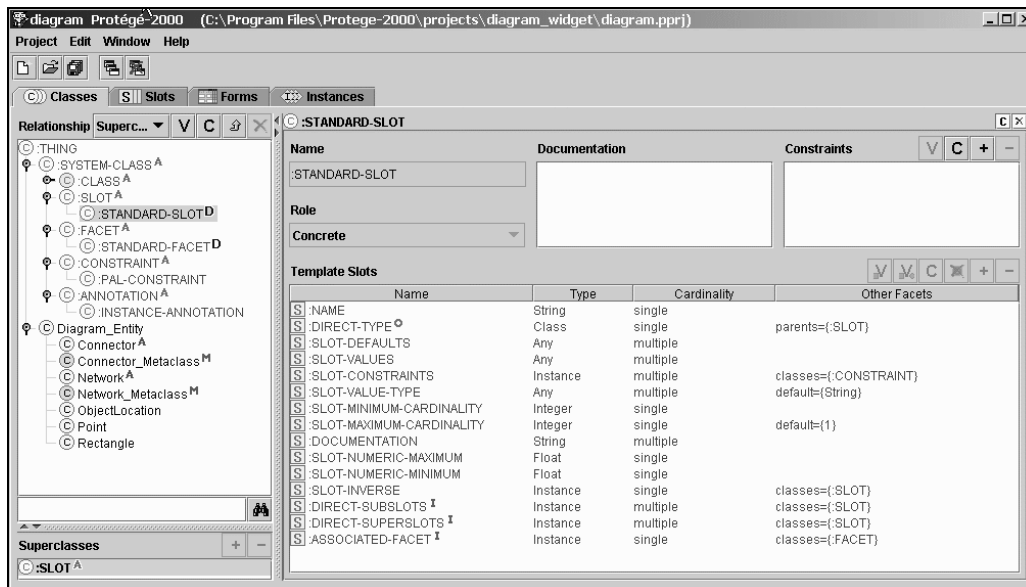 diagram Protégé-2000 (C:\Program Files\Protege-2000\projects\diagram_widget\diagram.pprj)
Project Edit Window Help
C Classes S Slots Forms Instances
Relationship Superc... V C
C :THING
C :SYSTEM-CLASS A
C :CLASS A
C :SLOT A
C :STANDARD-SLOT D
C :FACET A
C :STANDARD-FACET D
C :CONSTRAINT A
C :PAL-CONSTRAINT
C :ANNOTATION A
C :INSTANCE-ANNOTATION
C Diagram_Entity
C Connector A
C Connector_Metaclass M
C Network A
C Network_Metaclass M
C ObjectLocation
C Point
C Rectangle
Superclasses + −
C :SLOT A
C :STANDARD-SLOT C ×
Name Documentation Constraints V C + −
:STANDARD-SLOT
Role
Concrete
Template Slots V V C + −
Name Type Cardinality Other Facets
S :NAME String single
S :DIRECT-TYPE O Class single parents={:SLOT}
S :SLOT-DEFAULTS Any multiple
S :SLOT-VALUES Any multiple
S :SLOT-CONSTRAINTS Instance multiple classes={:CONSTRAINT}
S :SLOT-VALUE-TYPE Any multiple default={String}
S :SLOT-MINIMUM-CARDINALITY Integer single
S :SLOT-MAXIMUM-CARDINALITY Integer single default={1}
S :DOCUMENTATION String multiple
S :SLOT-NUMERIC-MAXIMUM Float single
S :SLOT-NUMERIC-MINIMUM Float single
S :SLOT-INVERSE Instance single classes={:SLOT}
S :DIRECT-SUBSLOTS I Instance multiple classes={:SLOT}
S :DIRECT-SUPERSLOTS I Instance multiple classes={:SLOT}
S :ASSOCIATED-FACET I Instance single classes={:FACET}